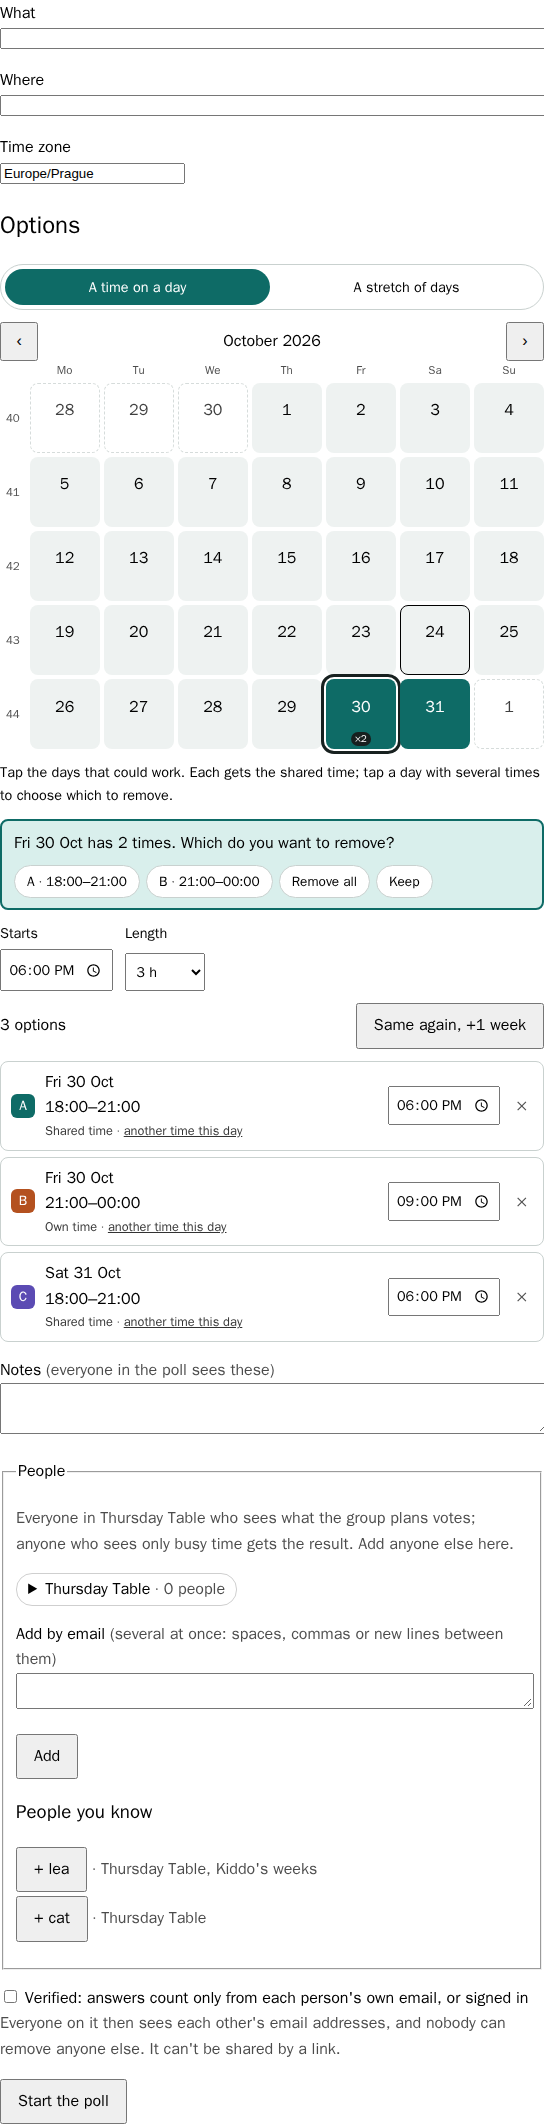 What
Where
Time zone
Europe/Prague
Options
A time on a day
A stretch of days
‹
October 2026
›
Mo Tu We Th Fr Sa Su
40 28 29 30 1 2 3 4
41 5 6 7 8 9 10 11
42 12 13 14 15 16 17 18
43 19 20 21 22 23 24 25
44 26 27 28 29 30 31 1
×2
Tap the days that could work. Each gets the shared time; tap a day with several times
to choose which to remove.
Fri 30 Oct has 2 times. Which do you want to remove?
A · 18:00–21:00 B · 21:00–00:00 Remove all Keep
Starts Length
06:00 PM 3 h
3 options Same again, +1 week
Fri 30 Oct
A 18:00–21:00 06:00 PM ×
Shared time · another time this day
Fri 30 Oct
B 21:00–00:00 09:00 PM ×
Own time · another time this day
Sat 31 Oct
C 18:00–21:00 06:00 PM ×
Shared time · another time this day
Notes (everyone in the poll sees these)
People
Everyone in Thursday Table who sees what the group plans votes;
anyone who sees only busy time gets the result. Add anyone else here.
▶ Thursday Table · 0 people
Add by email (several at once: spaces, commas or new lines between
them)
Add
People you know
+ lea · Thursday Table, Kiddo's weeks
+ cat · Thursday Table
Verified: answers count only from each person's own email, or signed in
Everyone on it then sees each other's email addresses, and nobody can
remove anyone else. It can't be shared by a link.
Start the poll